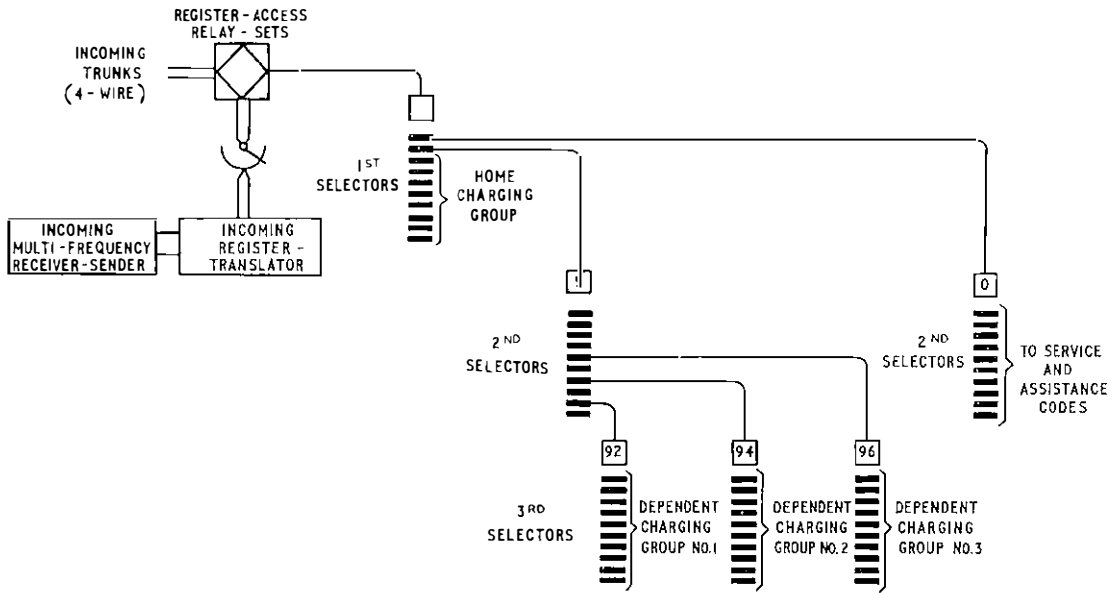 REGISTER-ACCESS
RELAY-SETS
INCOMING
TRUNKS
(4-WIRE)
1ST
SELECTORS
HOME
CHARGING
GROUP
INCOMING
MULTI-FREQUENCY
RECEIVER-SENDER
INCOMING
REGISTER-
TRANSLATOR
0
2ND
SELECTORS
2ND
SELECTORS
TO SERVICE
AND
ASSISTANCE
CODES
92
94
96
3RD
SELECTORS
DEPENDENT
CHARGING
GROUP NO.1
DEPENDENT
CHARGING
GROUP NO.2
DEPENDENT
CHARGING
GROUP NO.3